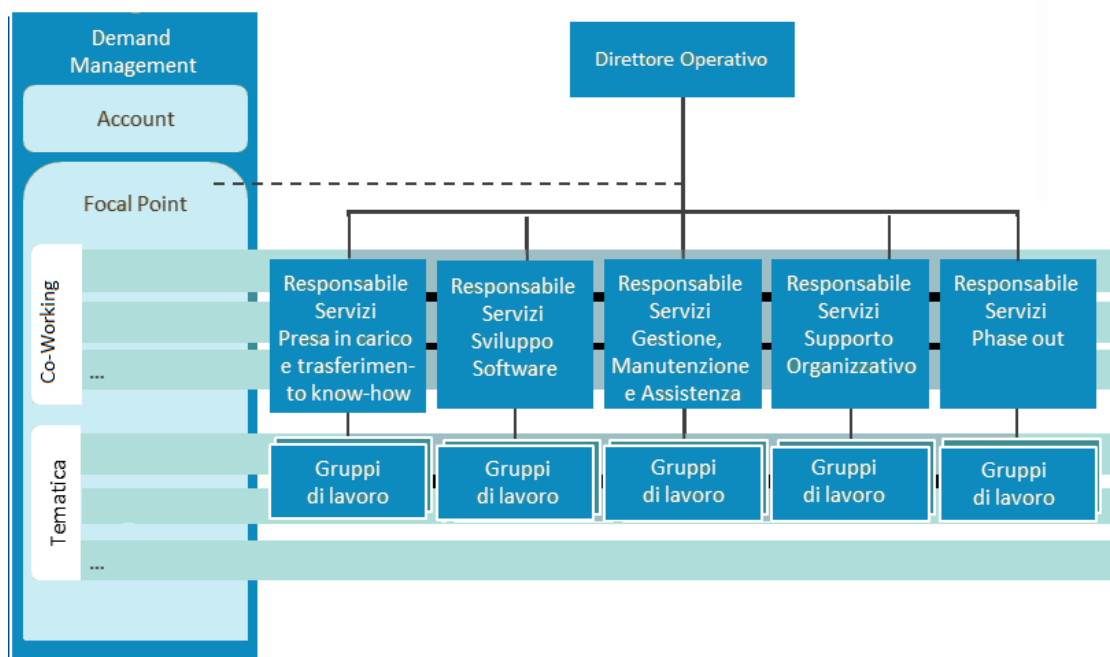 Demand
Management
Account
Focal Point
Co-Working
...
Tematica
...
Direttore Operativo
Responsabile
Servizi
Presa in carico
e trasferimen-
to know-how
Responsabile
Servizi
Sviluppo
Software
Responsabile
Servizi
Gestione,
Manutenzione
e Assistenza
Responsabile
Servizi
Supporto
Organizzativo
Responsabile
Servizi
Phase out
Gruppi
di lavoro
Gruppi
di lavoro
Gruppi
di lavoro
Gruppi
di lavoro
Gruppi
di lavoro